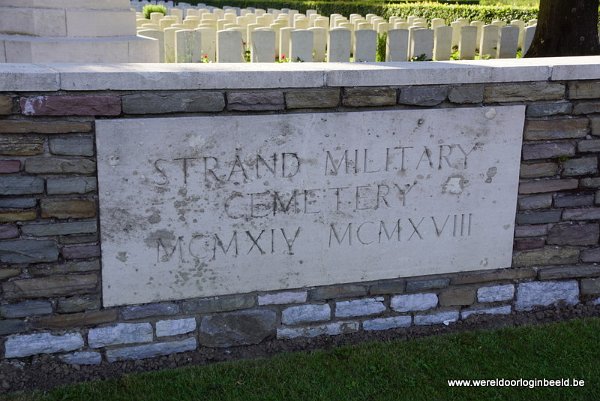 STRAND MILITARY
CEMETERY
MCMXIV MCMXVIII
www.wereldoorloginbeeld.be